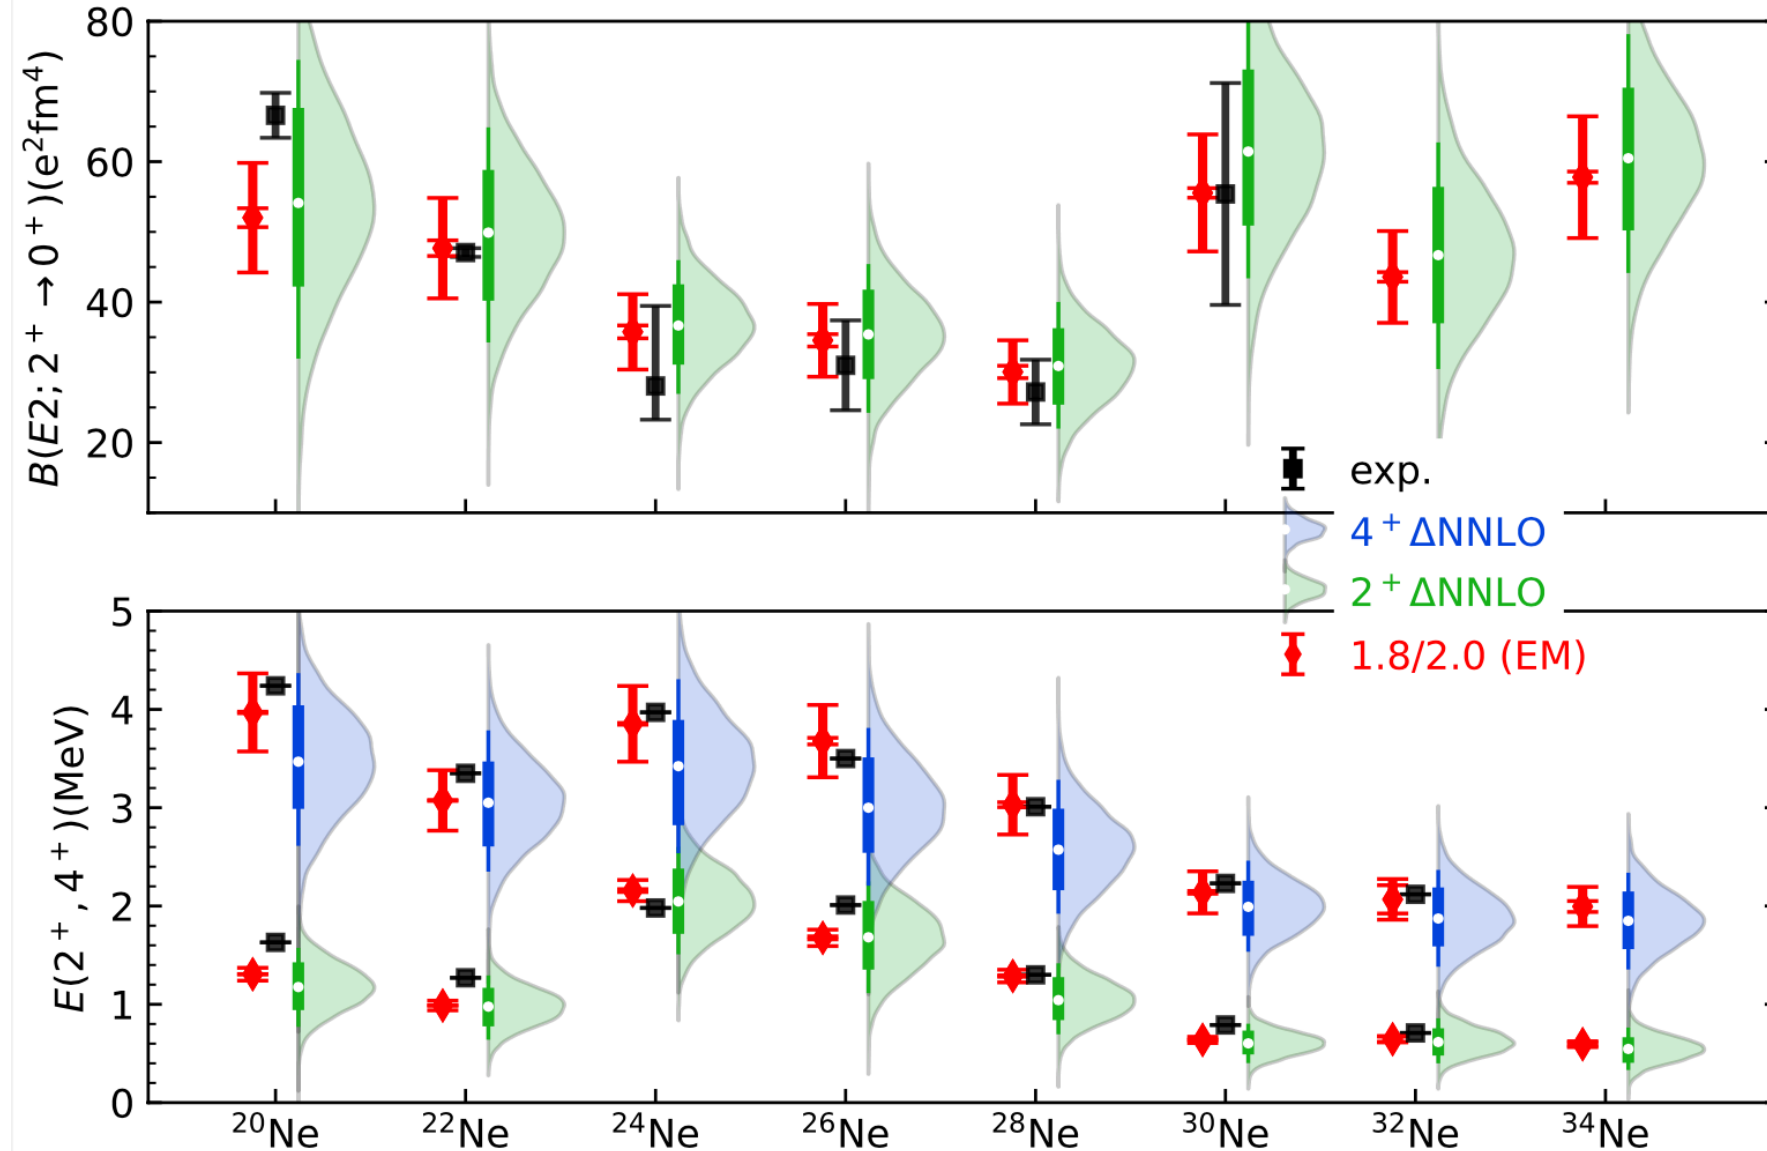 80
60
40
20
B(E2; 2⁺ → 0⁺)(e²fm⁴)
exp.
4⁺ΔNNLO
2⁺ΔNNLO
1.8/2.0 (EM)
5
4
3
2
1
0
E(2⁺, 4⁺)(MeV)
²⁰Ne ²²Ne ²⁴Ne ²⁶Ne ²⁸Ne ³⁰Ne ³²Ne ³⁴Ne